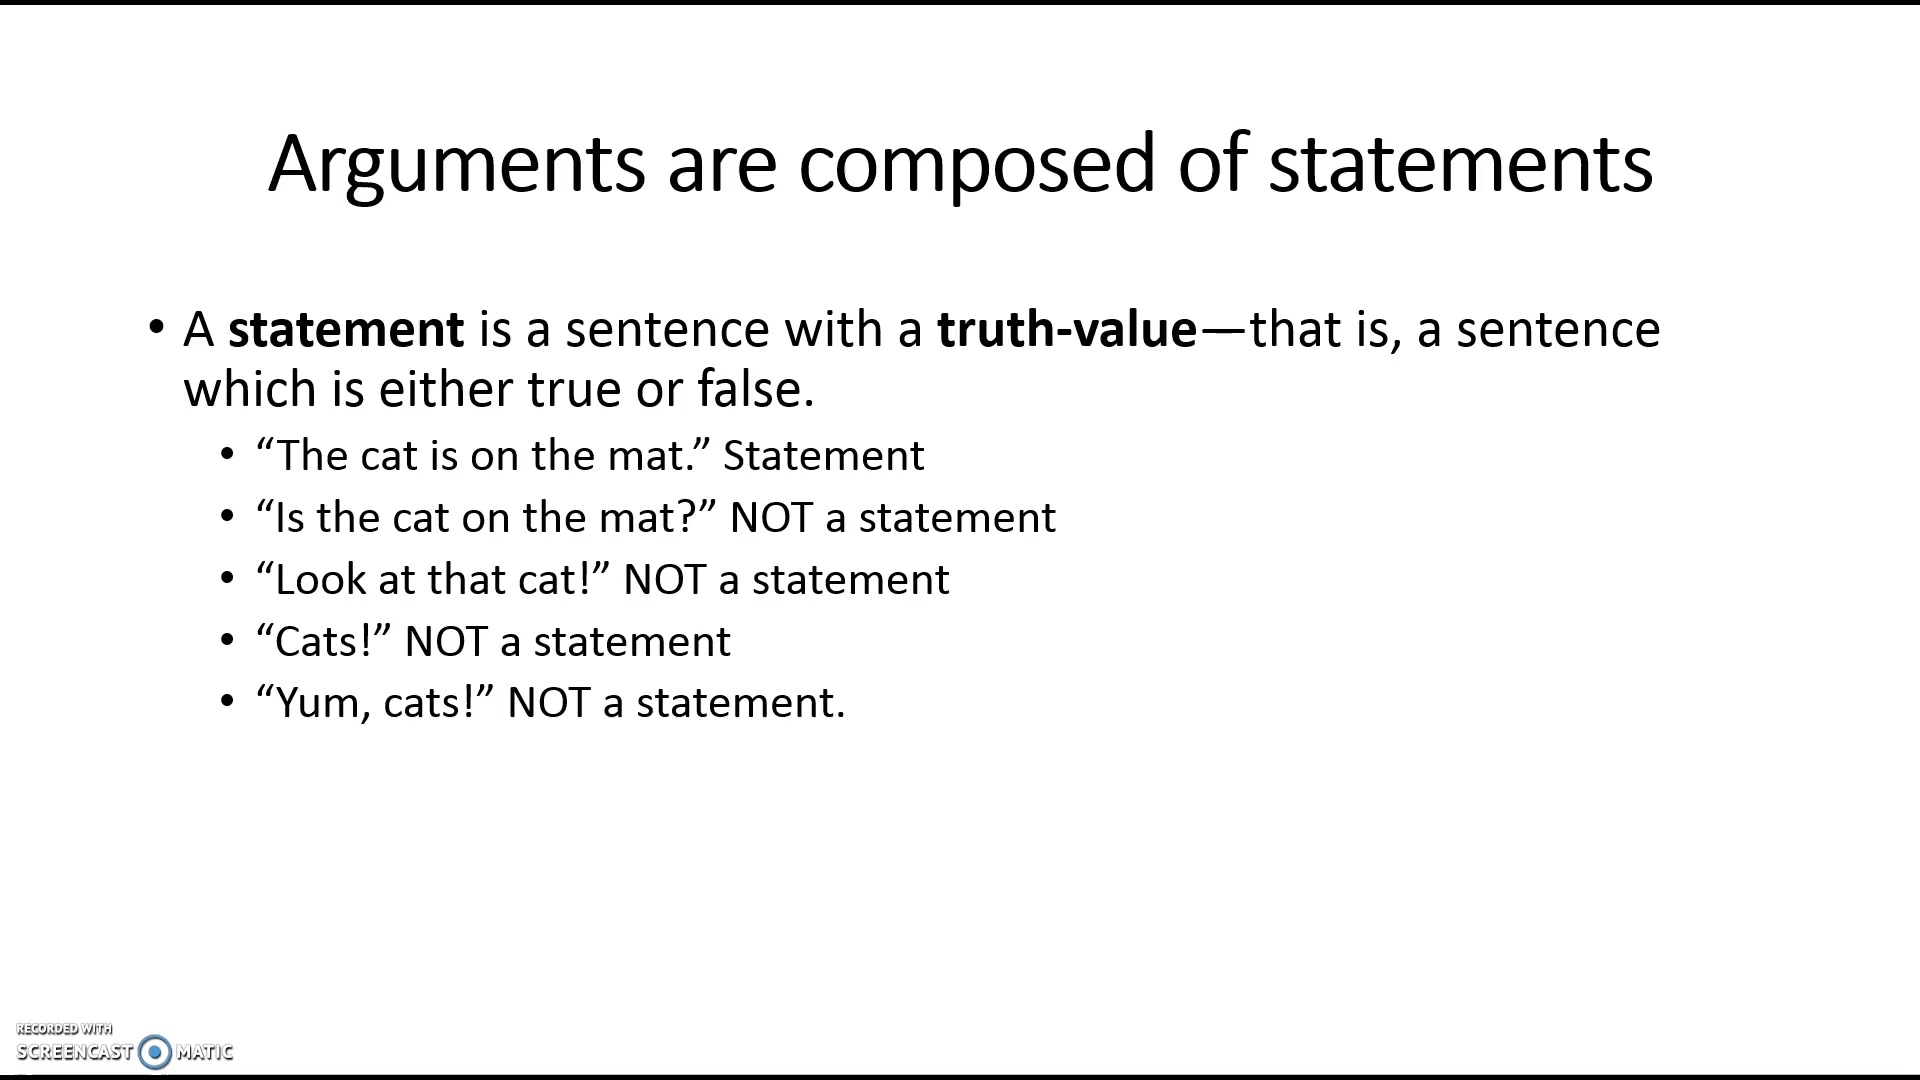 Arguments are composed of statements
• A statement is a sentence with a truth-value—that is, a sentence
which is either true or false.
• “The cat is on the mat.” Statement
• “Is the cat on the mat?” NOT a statement
• “Look at that cat!” NOT a statement
• “Cats!” NOT a statement
• “Yum, cats!” NOT a statement.
RECORDED WITH
SCREENCAST MATIC